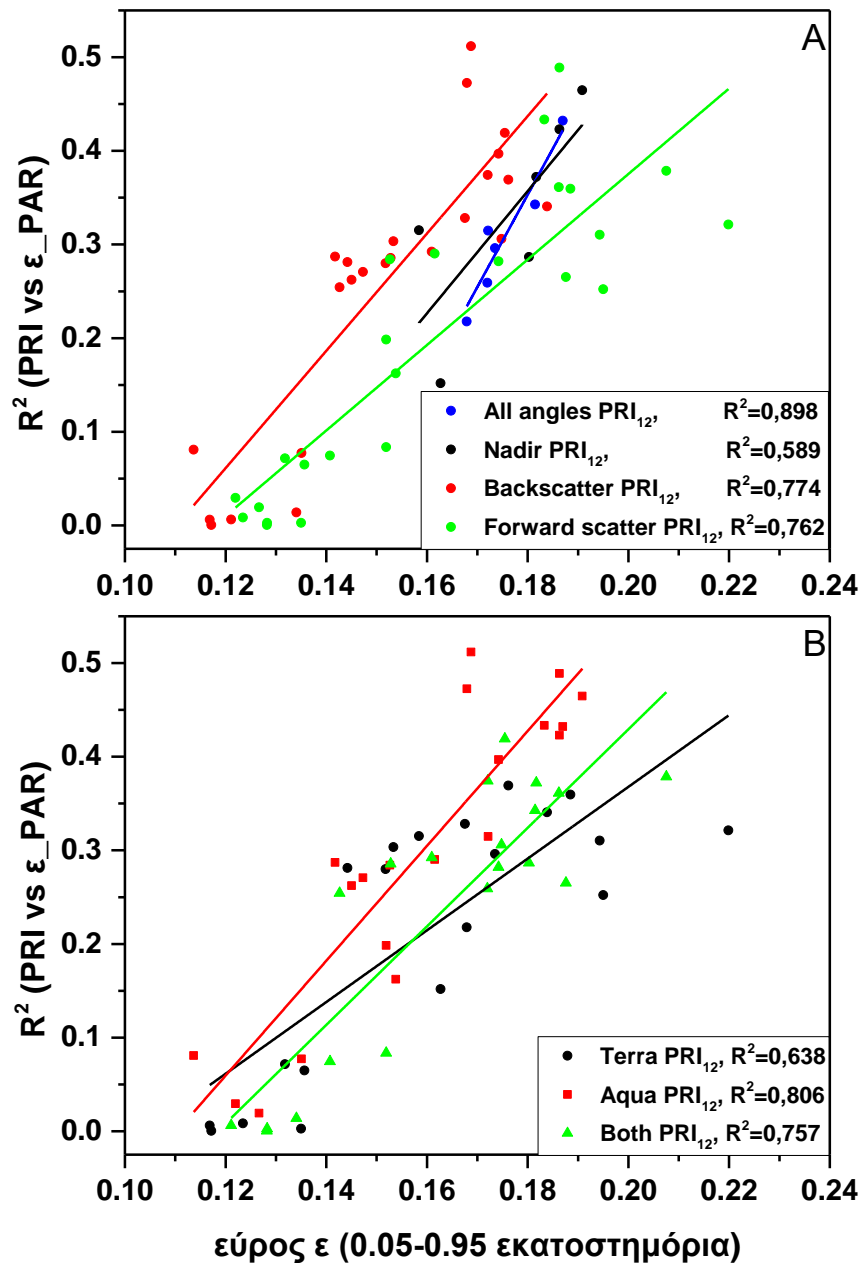 A
0.5
0.4
0.3
0.2
0.1
0.0
R² (PRI vs ε_PAR)
All angles PRI₁₂, R²=0,898
Nadir PRI₁₂, R²=0,589
Backscatter PRI₁₂, R²=0,774
Forward scatter PRI₁₂, R²=0,762
0.10 0.12 0.14 0.16 0.18 0.20 0.22 0.24
B
0.5
0.4
0.3
0.2
0.1
0.0
R² (PRI vs ε_PAR)
Terra PRI₁₂, R²=0,638
Aqua PRI₁₂, R²=0,806
Both PRI₁₂, R²=0,757
0.10 0.12 0.14 0.16 0.18 0.20 0.22 0.24
εύρος ε (0.05-0.95 εκατοστημόρια)